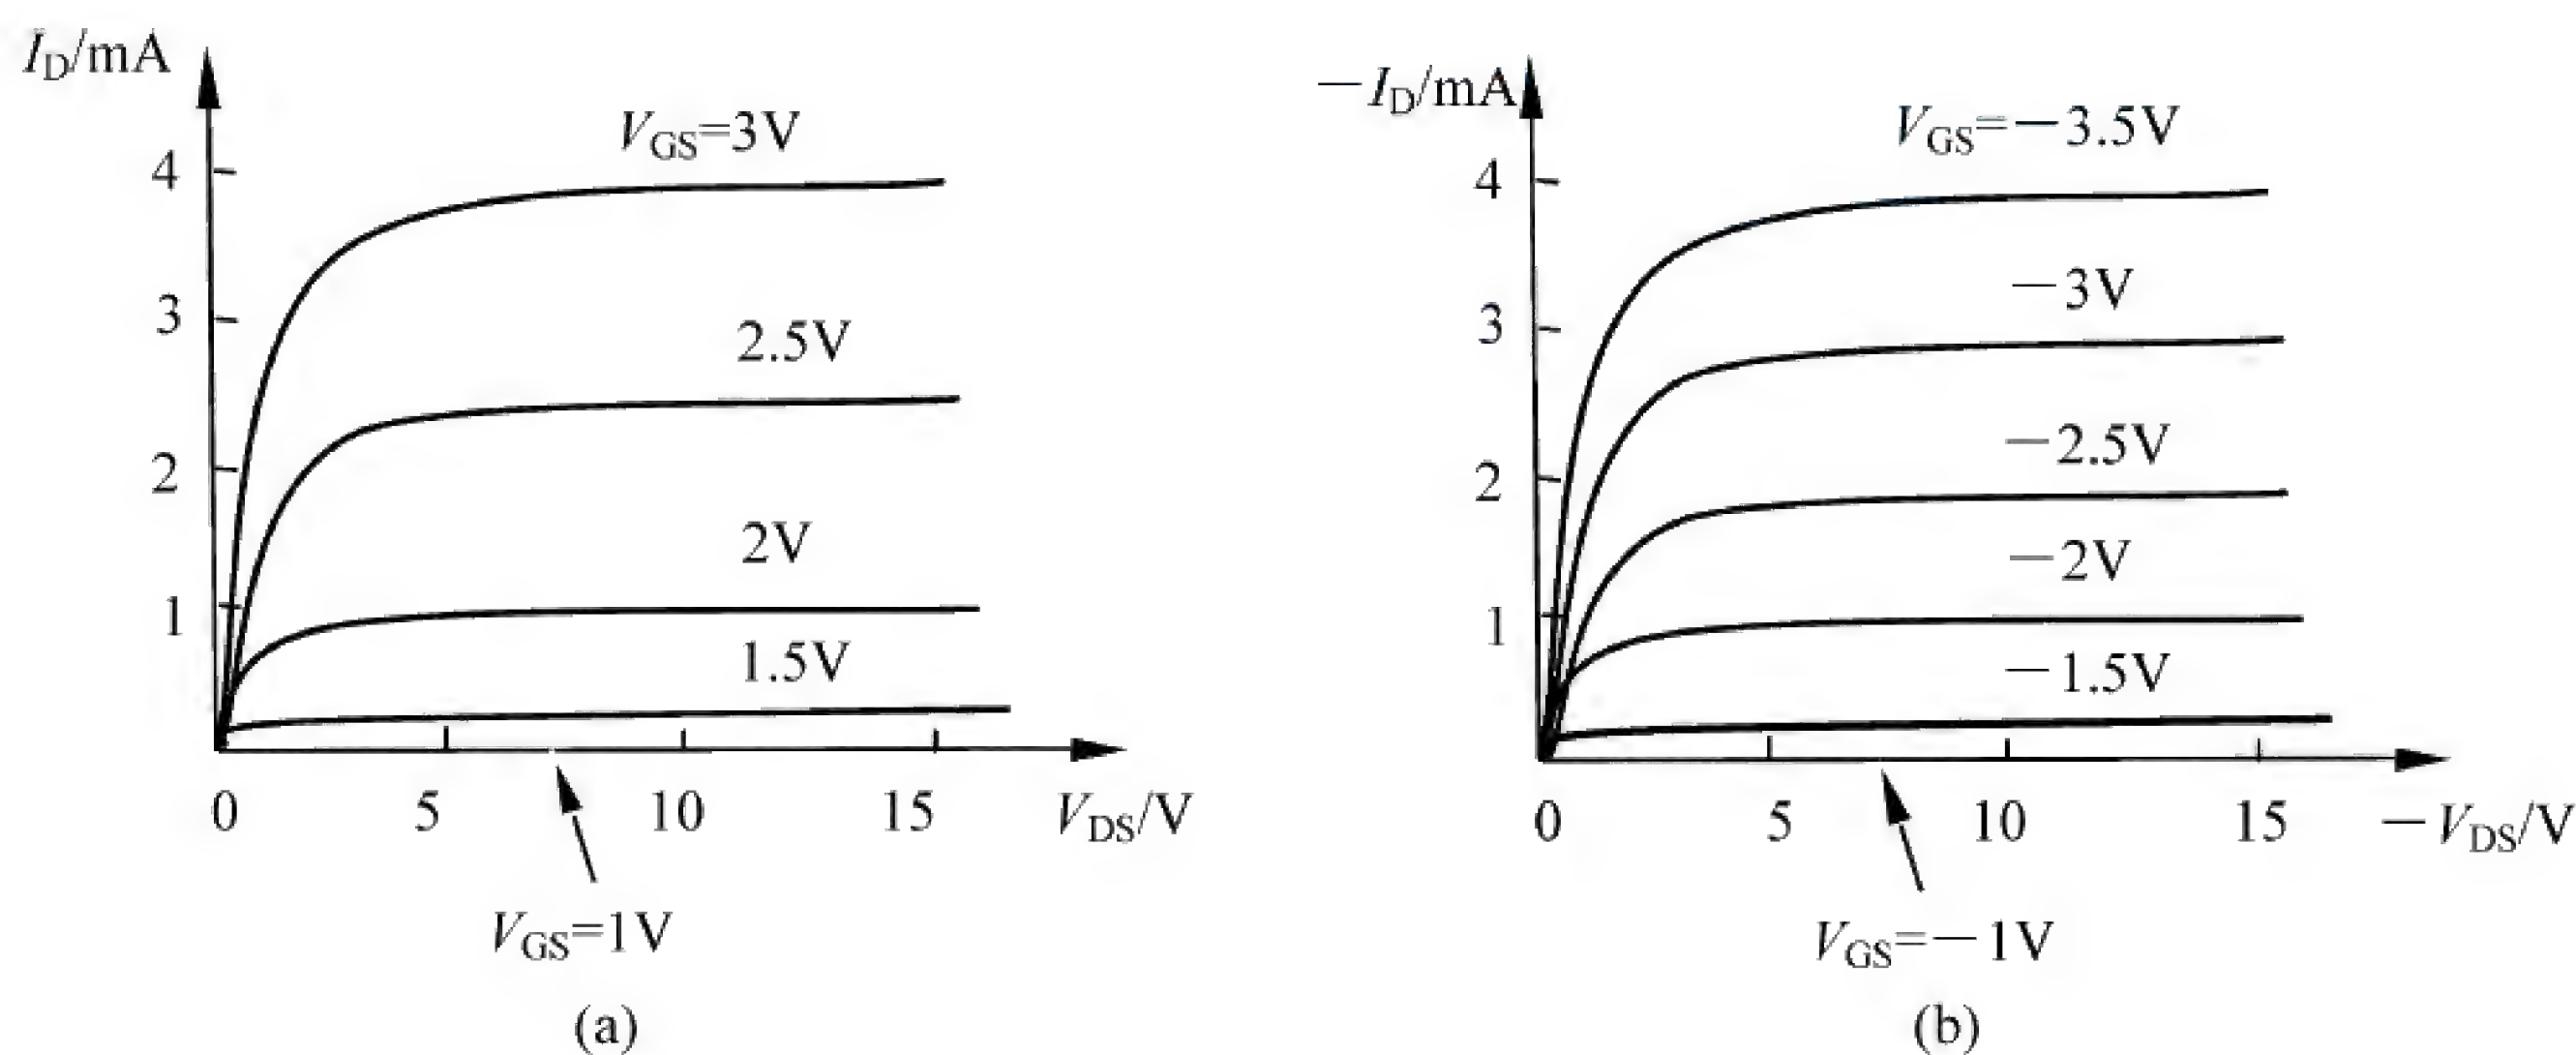 I_D/mA
V_GS=3V
4
3
2.5V
2
2V
1
1.5V
0 5 10 15 V_DS/V
V_GS=1V
(a)
－I_D/mA
V_GS=－3.5V
4
－3V
3
－2.5V
2
－2V
1
－1.5V
0 5 10 15 －V_DS/V
V_GS=－1V
(b)